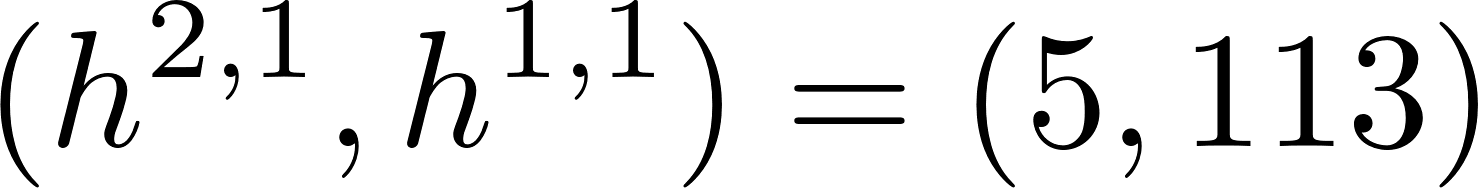 (h^{2,1}, h^{1,1}) = (5, 113)